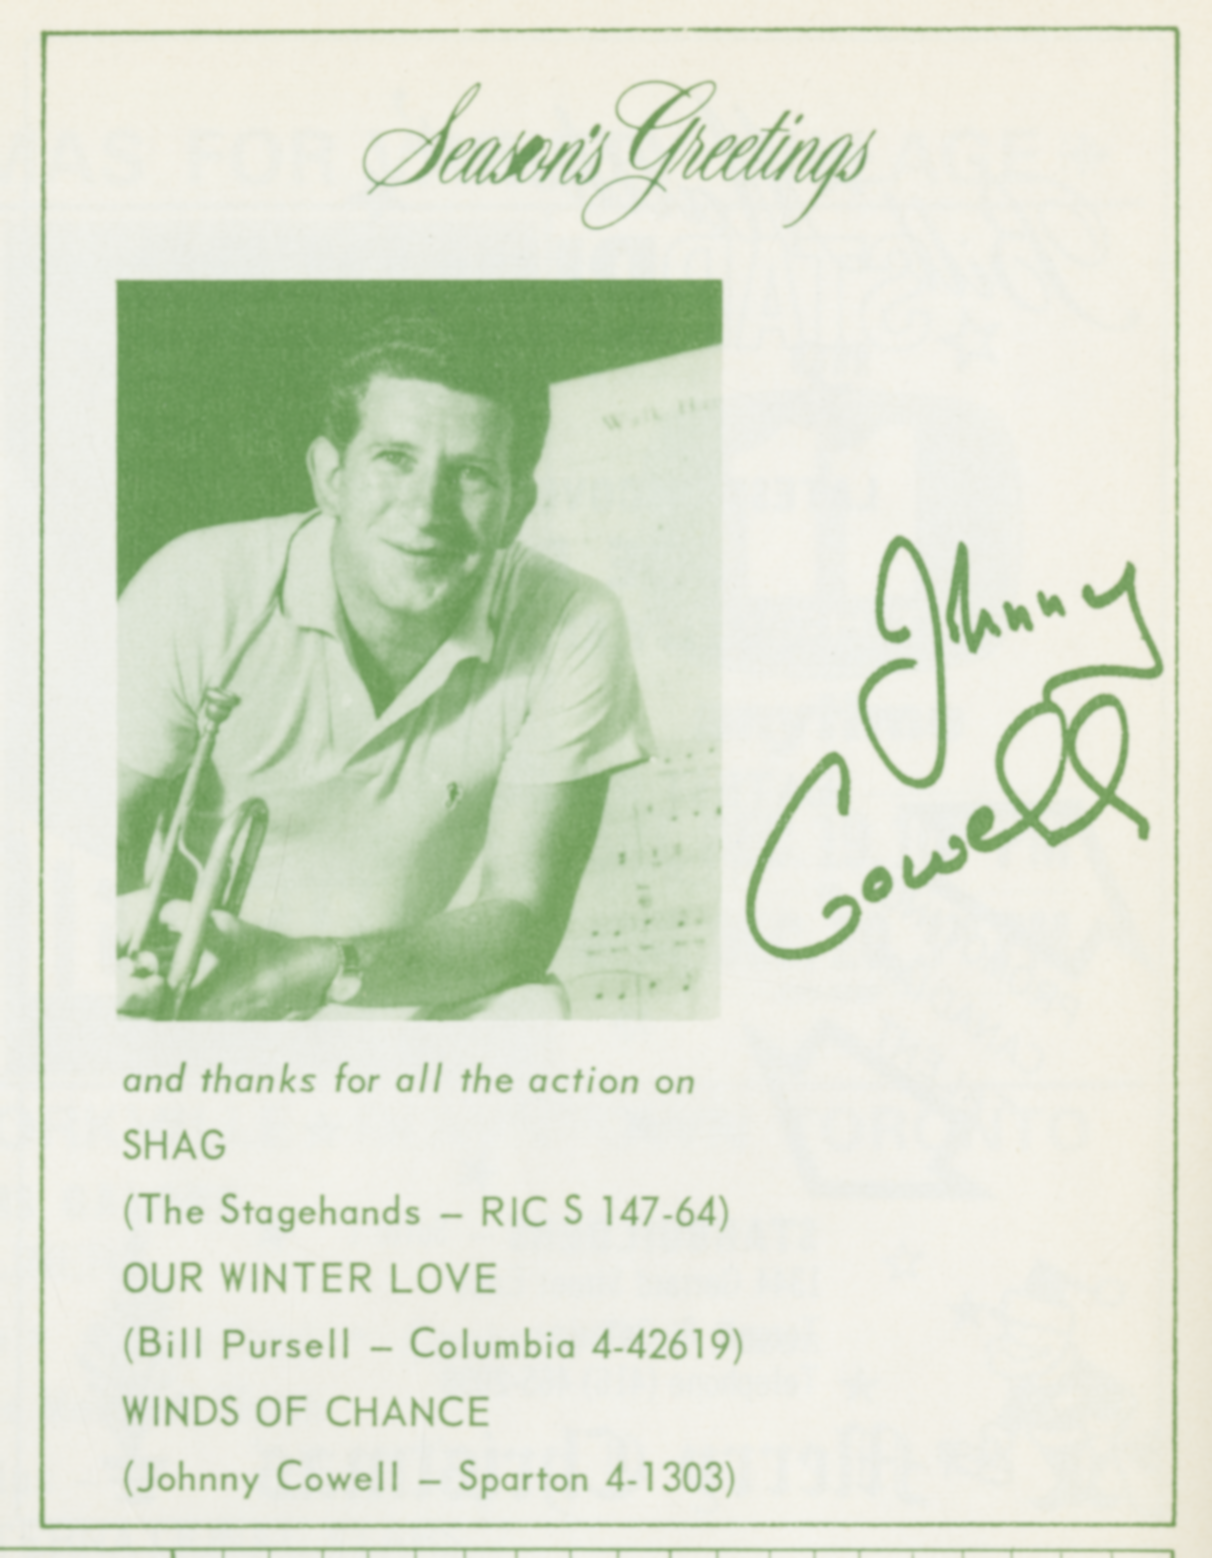 Season's Greetings
Johnny
Cowell
and thanks for all the action on
SHAG
(The Stagehands – RIC S 147-64)
OUR WINTER LOVE
(Bill Pursell – Columbia 4-42619)
WINDS OF CHANCE
(Johnny Cowell – Sparton 4-1303)